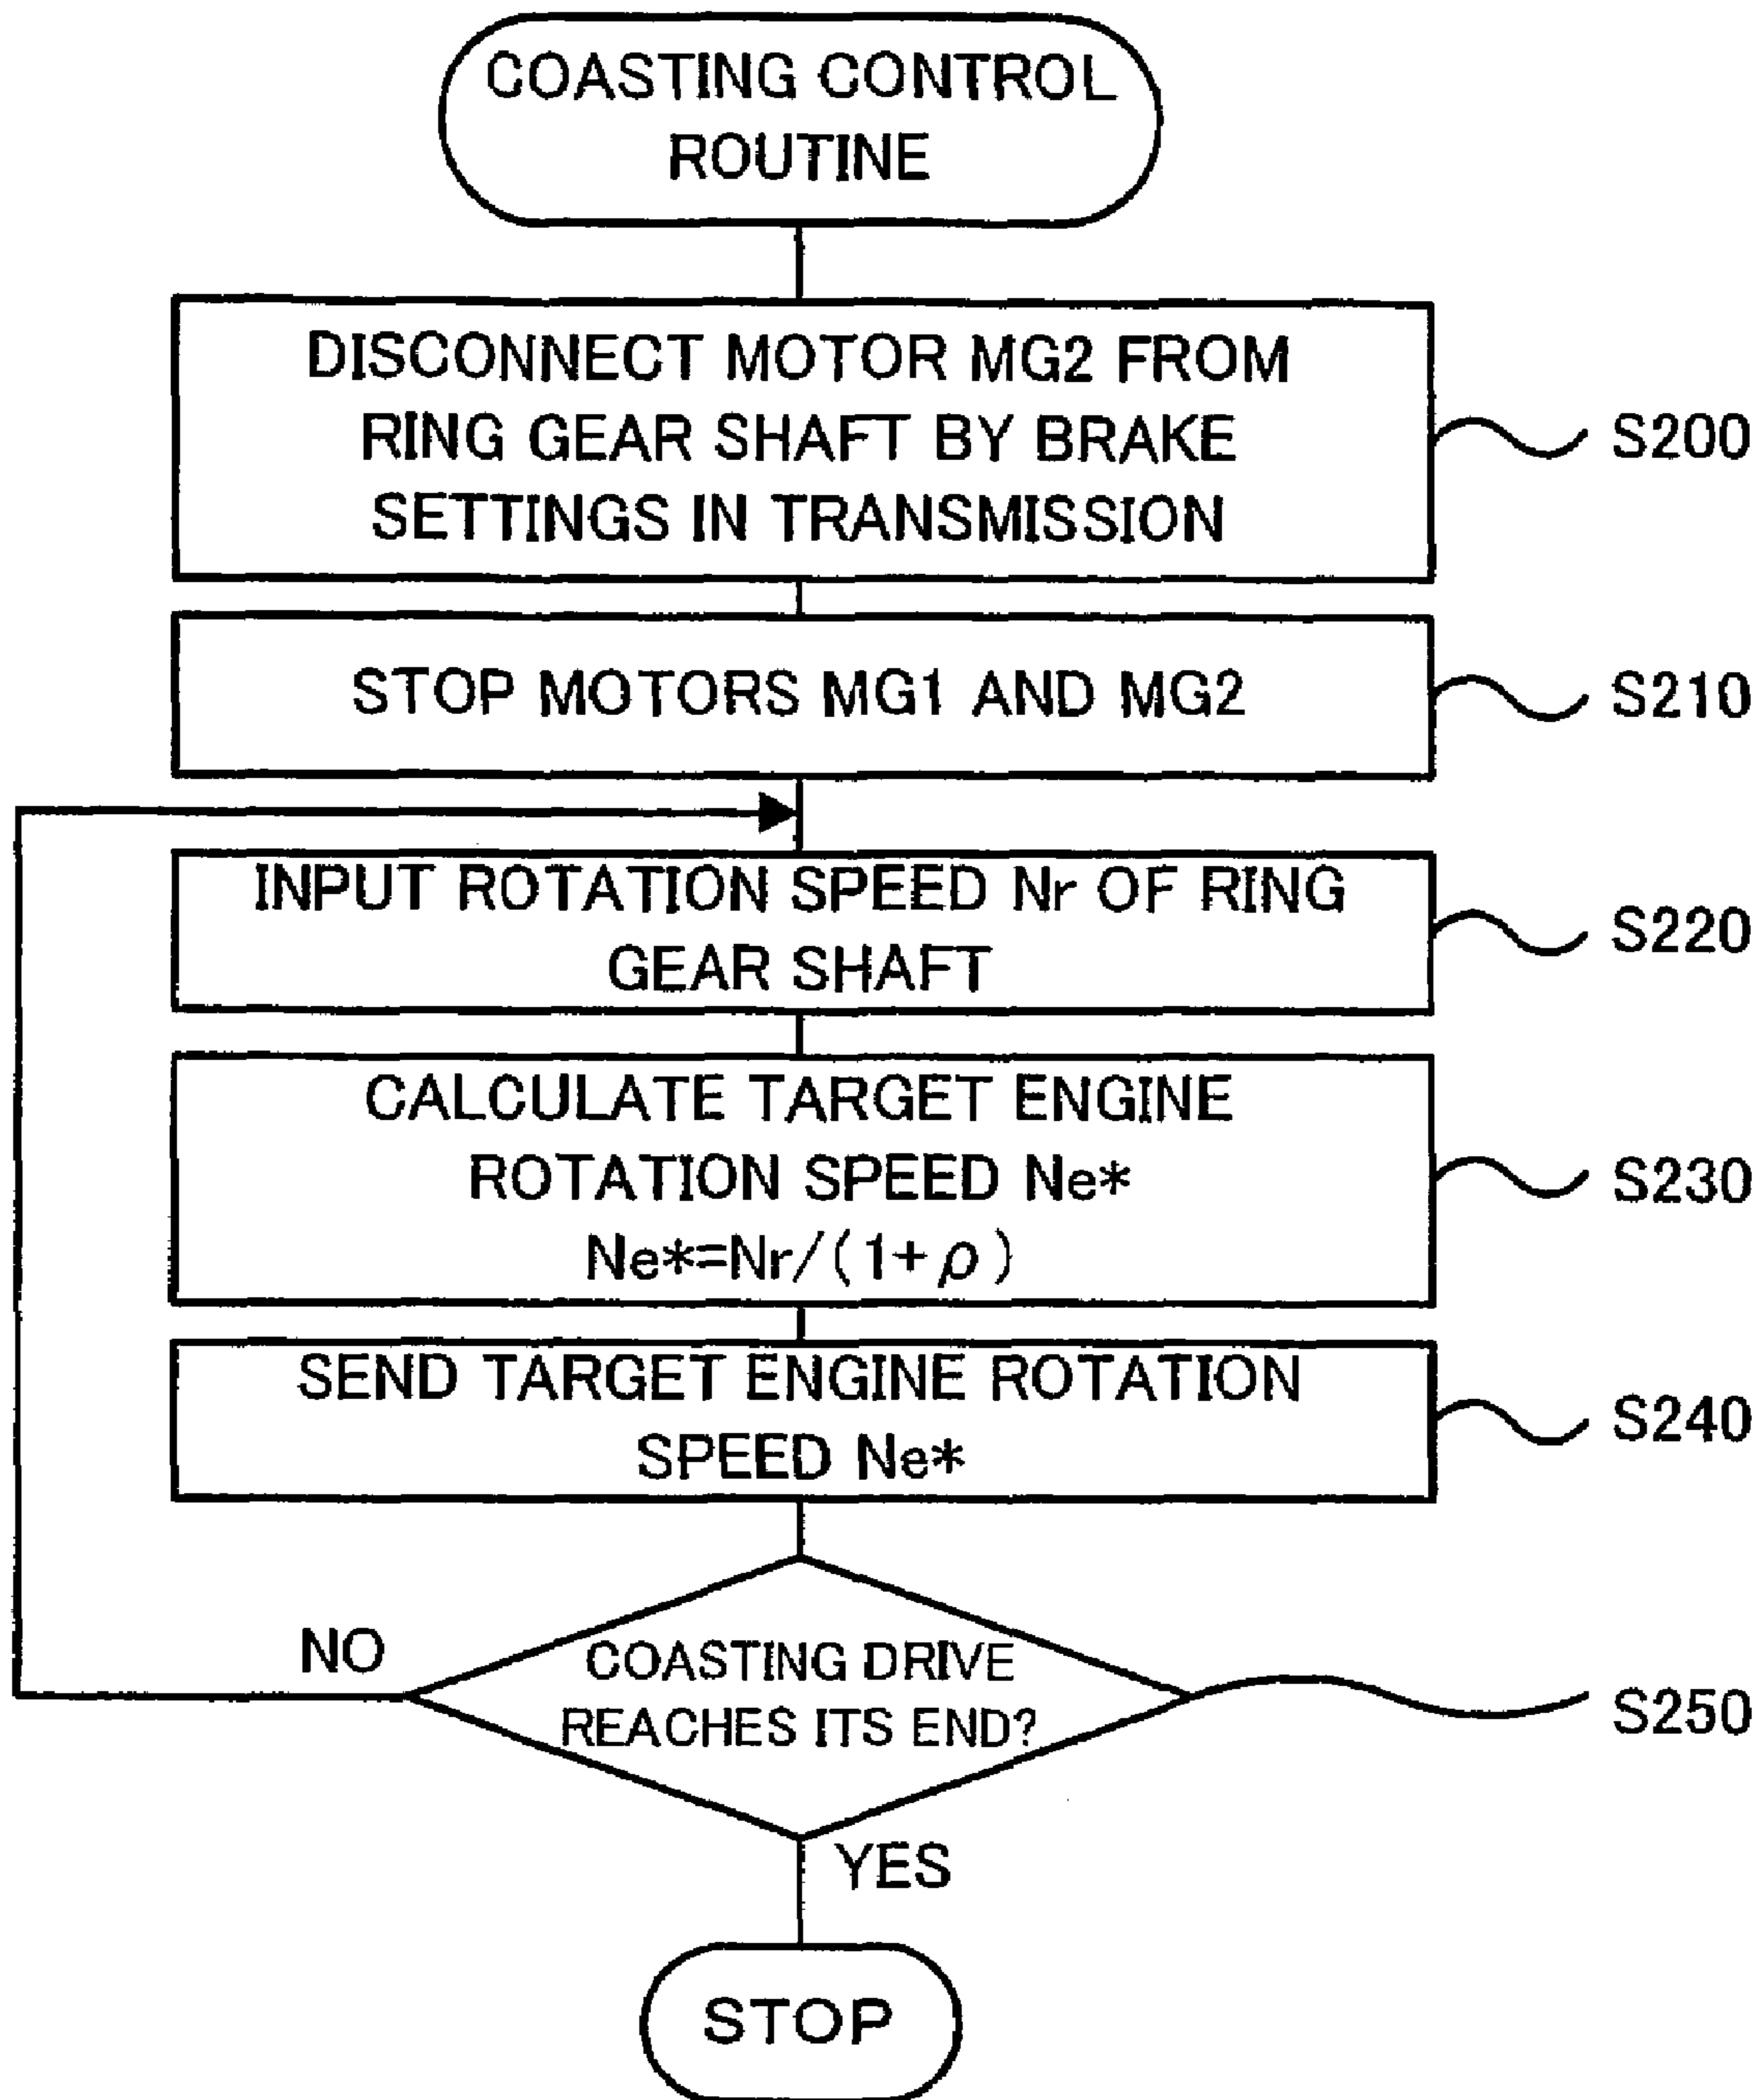 COASTING CONTROL
ROUTINE
DISCONNECT MOTOR MG2 FROM
RING GEAR SHAFT BY BRAKE
SETTINGS IN TRANSMISSION
S200
STOP MOTORS MG1 AND MG2
S210
INPUT ROTATION SPEED Nr OF RING
GEAR SHAFT
S220
CALCULATE TARGET ENGINE
ROTATION SPEED Ne*
Ne*=Nr/(1+ρ)
S230
SEND TARGET ENGINE ROTATION
SPEED Ne*
S240
NO
COASTING DRIVE
REACHES ITS END?
S250
YES
STOP